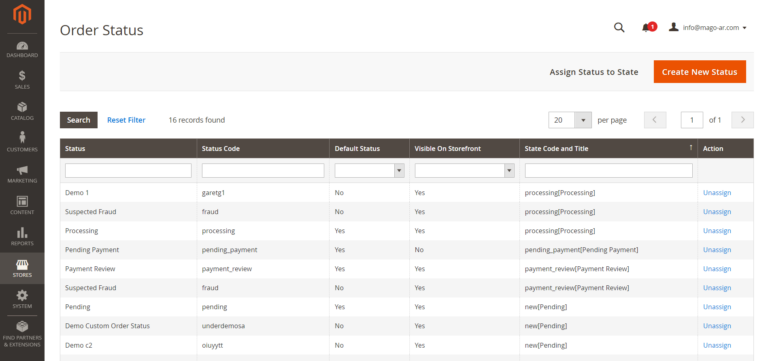 Order Status
1
info@mago-ar.com
Assign Status to State
Create New Status
Search
Reset Filter
16 records found
20
per page
1
of 1
Status Status Code Default Status Visible On Storefront State Code and Title ↑ Action
Demo 1 garetg1 No Yes processing[Processing] Unassign
Suspected Fraud fraud No Yes processing[Processing] Unassign
Processing processing Yes Yes processing[Processing] Unassign
Pending Payment pending_payment Yes No pending_payment[Pending Payment] Unassign
Payment Review payment_review Yes Yes payment_review[Payment Review] Unassign
Suspected Fraud fraud No Yes payment_review[Payment Review] Unassign
Pending pending Yes Yes new[Pending] Unassign
Demo Custom Order Status underdemosa No Yes new[Pending] Unassign
Demo c2 oiuyytt No Yes new[Pending] Unassign
DASHBOARD
SALES
CATALOG
CUSTOMERS
MARKETING
CONTENT
REPORTS
STORES
SYSTEM
FIND PARTNERS
& EXTENSIONS